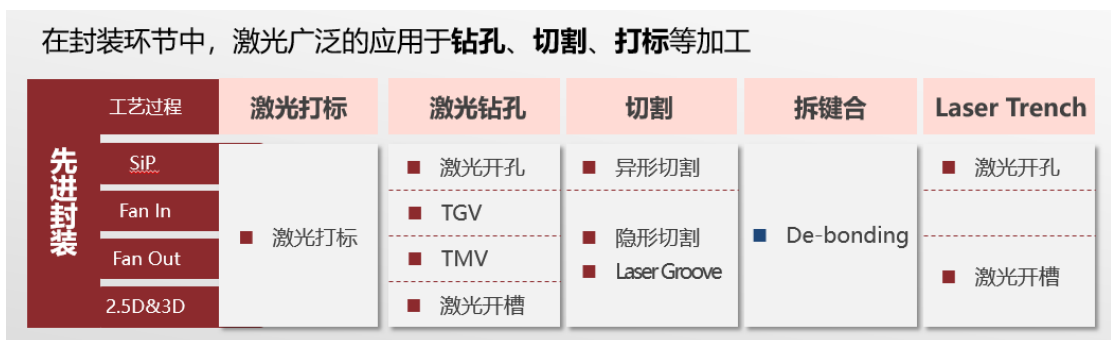 在封装环节中，激光广泛的应用于钻孔、切割、打标等加工
工艺过程 激光打标 激光钻孔 切割 拆键合 Laser Trench
先进封装
SiP 激光开孔 异形切割 激光开孔
Fan In TGV
激光打标 隐形切割 De-bonding
Fan Out TMV
Laser Groove 激光开槽
2.5D&3D 激光开槽